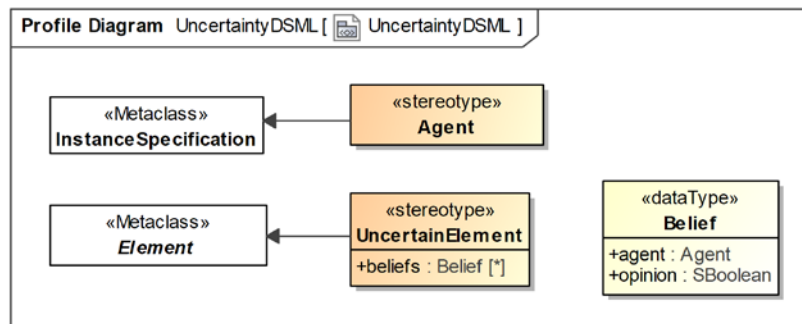 Profile Diagram UncertaintyDSML [ UncertaintyDSML ]
«Metaclass»
InstanceSpecification
«stereotype»
Agent
«Metaclass»
Element
«stereotype»
UncertainElement
+beliefs : Belief [*]
«dataType»
Belief
+agent : Agent
+opinion : SBoolean